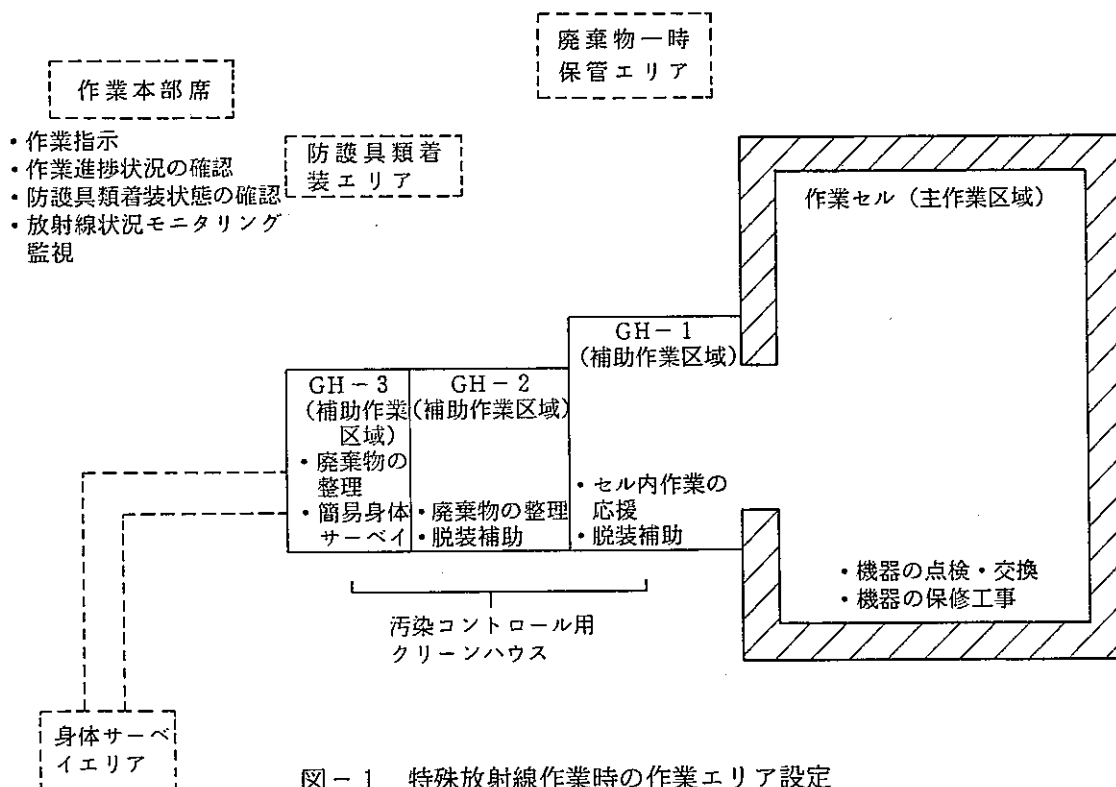 廃棄物一時
保管エリア
作業本部席
・作業指示
・作業進捗状況の確認
・防護具類着装状態の確認
・放射線状況モニタリング
監視
防護具類着
装エリア
作業セル（主作業区域）
GH－1
(補助作業区域)
・セル内作業の
応援
・脱装補助
GH－2
(補助作業区域)
・廃棄物の整理
・脱装補助
GH－3
(補助作業
区域)
・廃棄物の
整理
・簡易身体
サーベイ
・機器の点検・交換
・機器の保修工事
汚染コントロール用
クリーンハウス
身体サーベ
イエリア
図－1　特殊放射線作業時の作業エリア設定